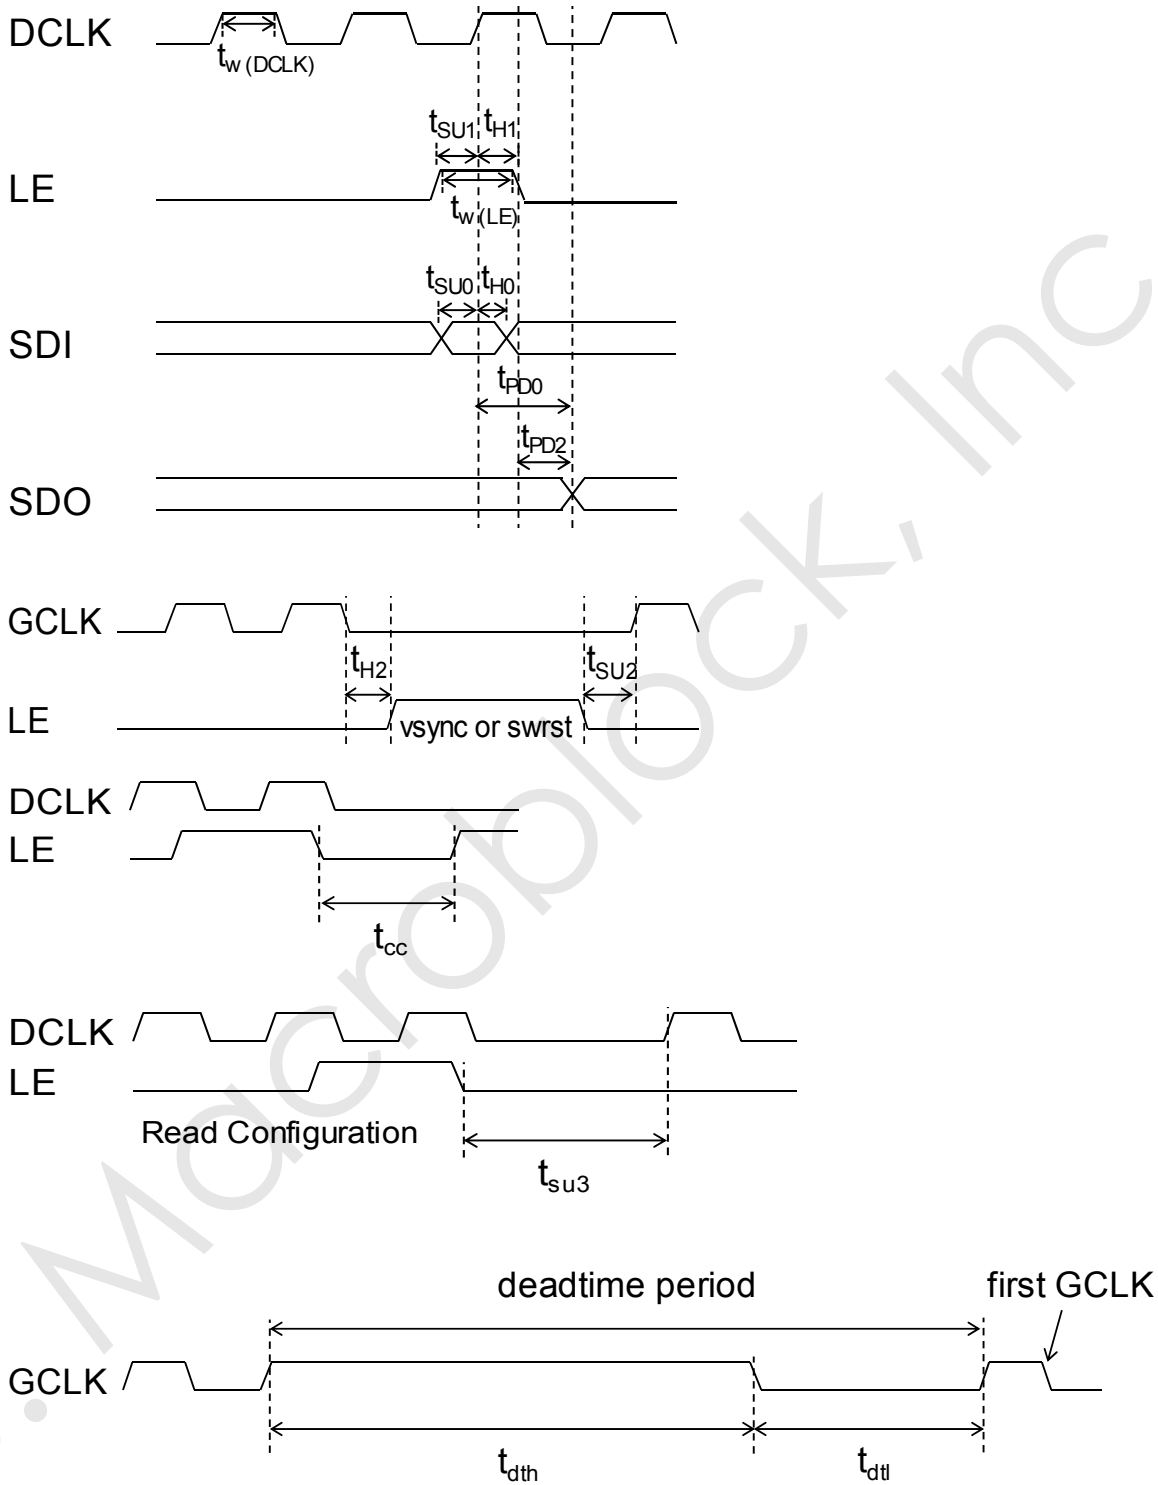 DCLK
tw (DCLK)
tSU1 tH1
LE
tw (LE)
tSU0 tH0
SDI
tPD0
tPD2
SDO
GCLK
tH2 tSU2
LE
vsync or swrst
DCLK
LE
tcc
DCLK
LE
Read Configuration
tsu3
deadtime period first GCLK
GCLK
tdth tdtl
Macroblock, Inc.